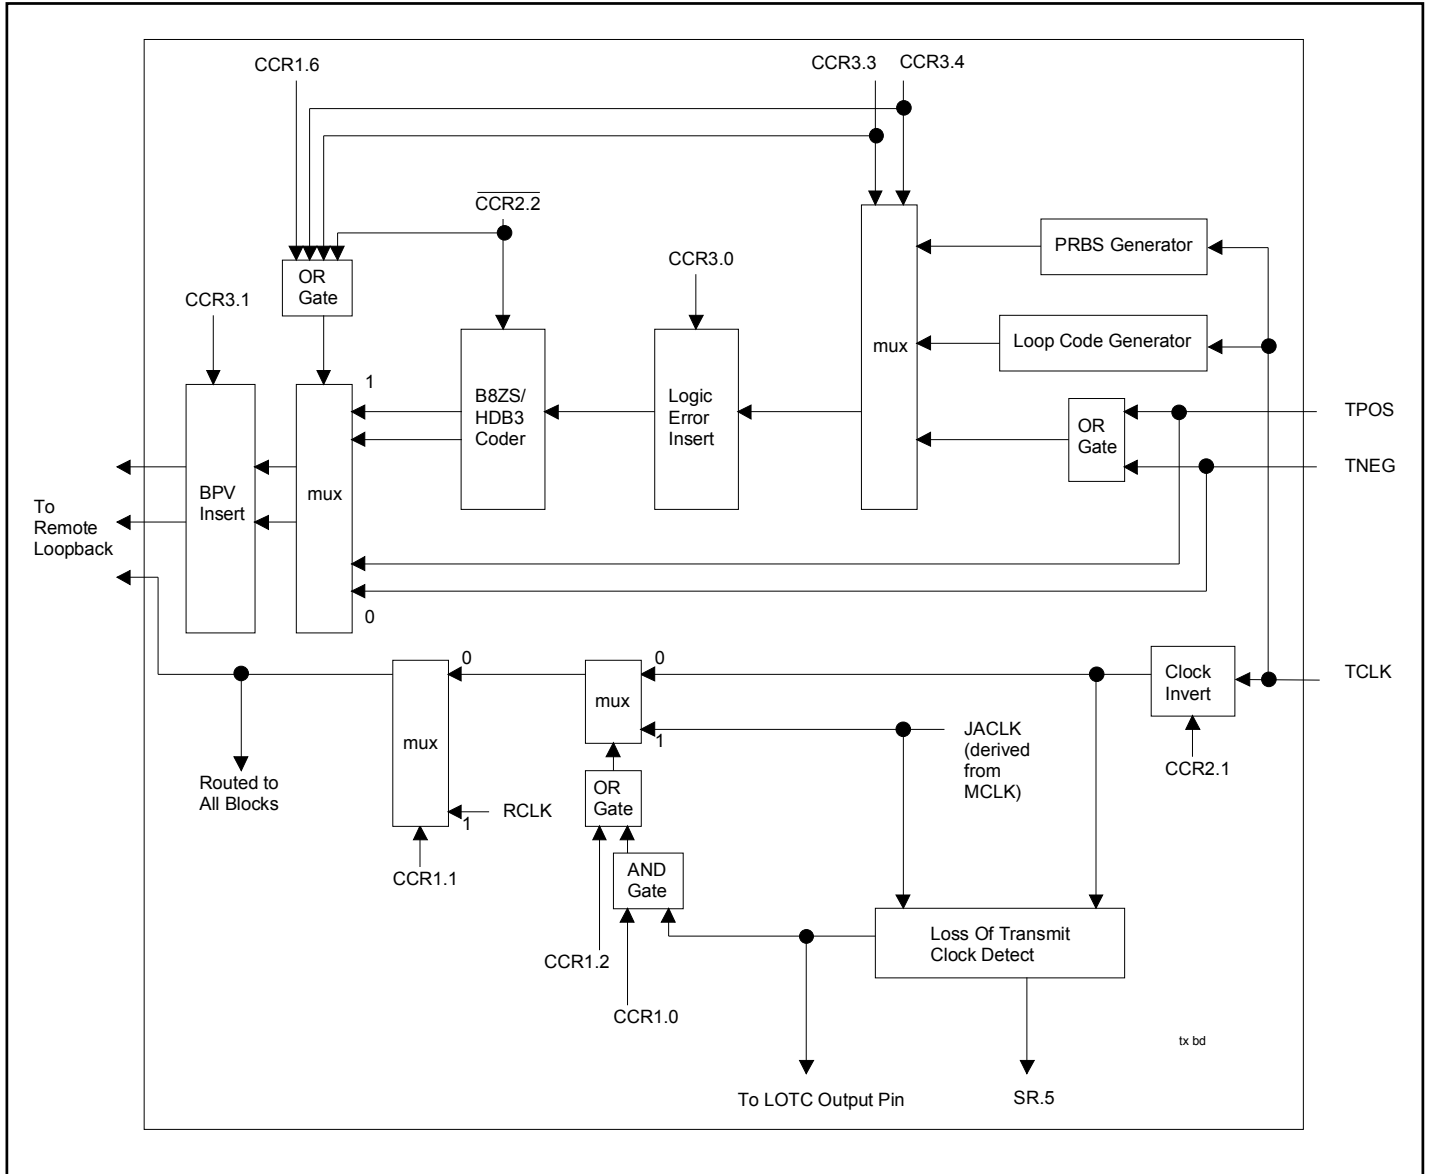 CCR1.6
CCR3.3
CCR3.4
CCR2.2
OR
Gate
CCR3.0
PRBS Generator
CCR3.1
Loop Code Generator
mux
1
B8ZS/
HDB3
Coder
Logic
Error
Insert
OR
Gate
TPOS
TNEG
BPV
Insert
mux
To
Remote
Loopback
0
0
0
Clock
Invert
TCLK
mux
mux
1
JACLK
(derived
from
MCLK)
CCR2.1
Routed to
All Blocks
OR
Gate
RCLK
1
CCR1.1
AND
Gate
Loss Of Transmit
Clock Detect
CCR1.2
CCR1.0
tx bd
To LOTC Output Pin
SR.5